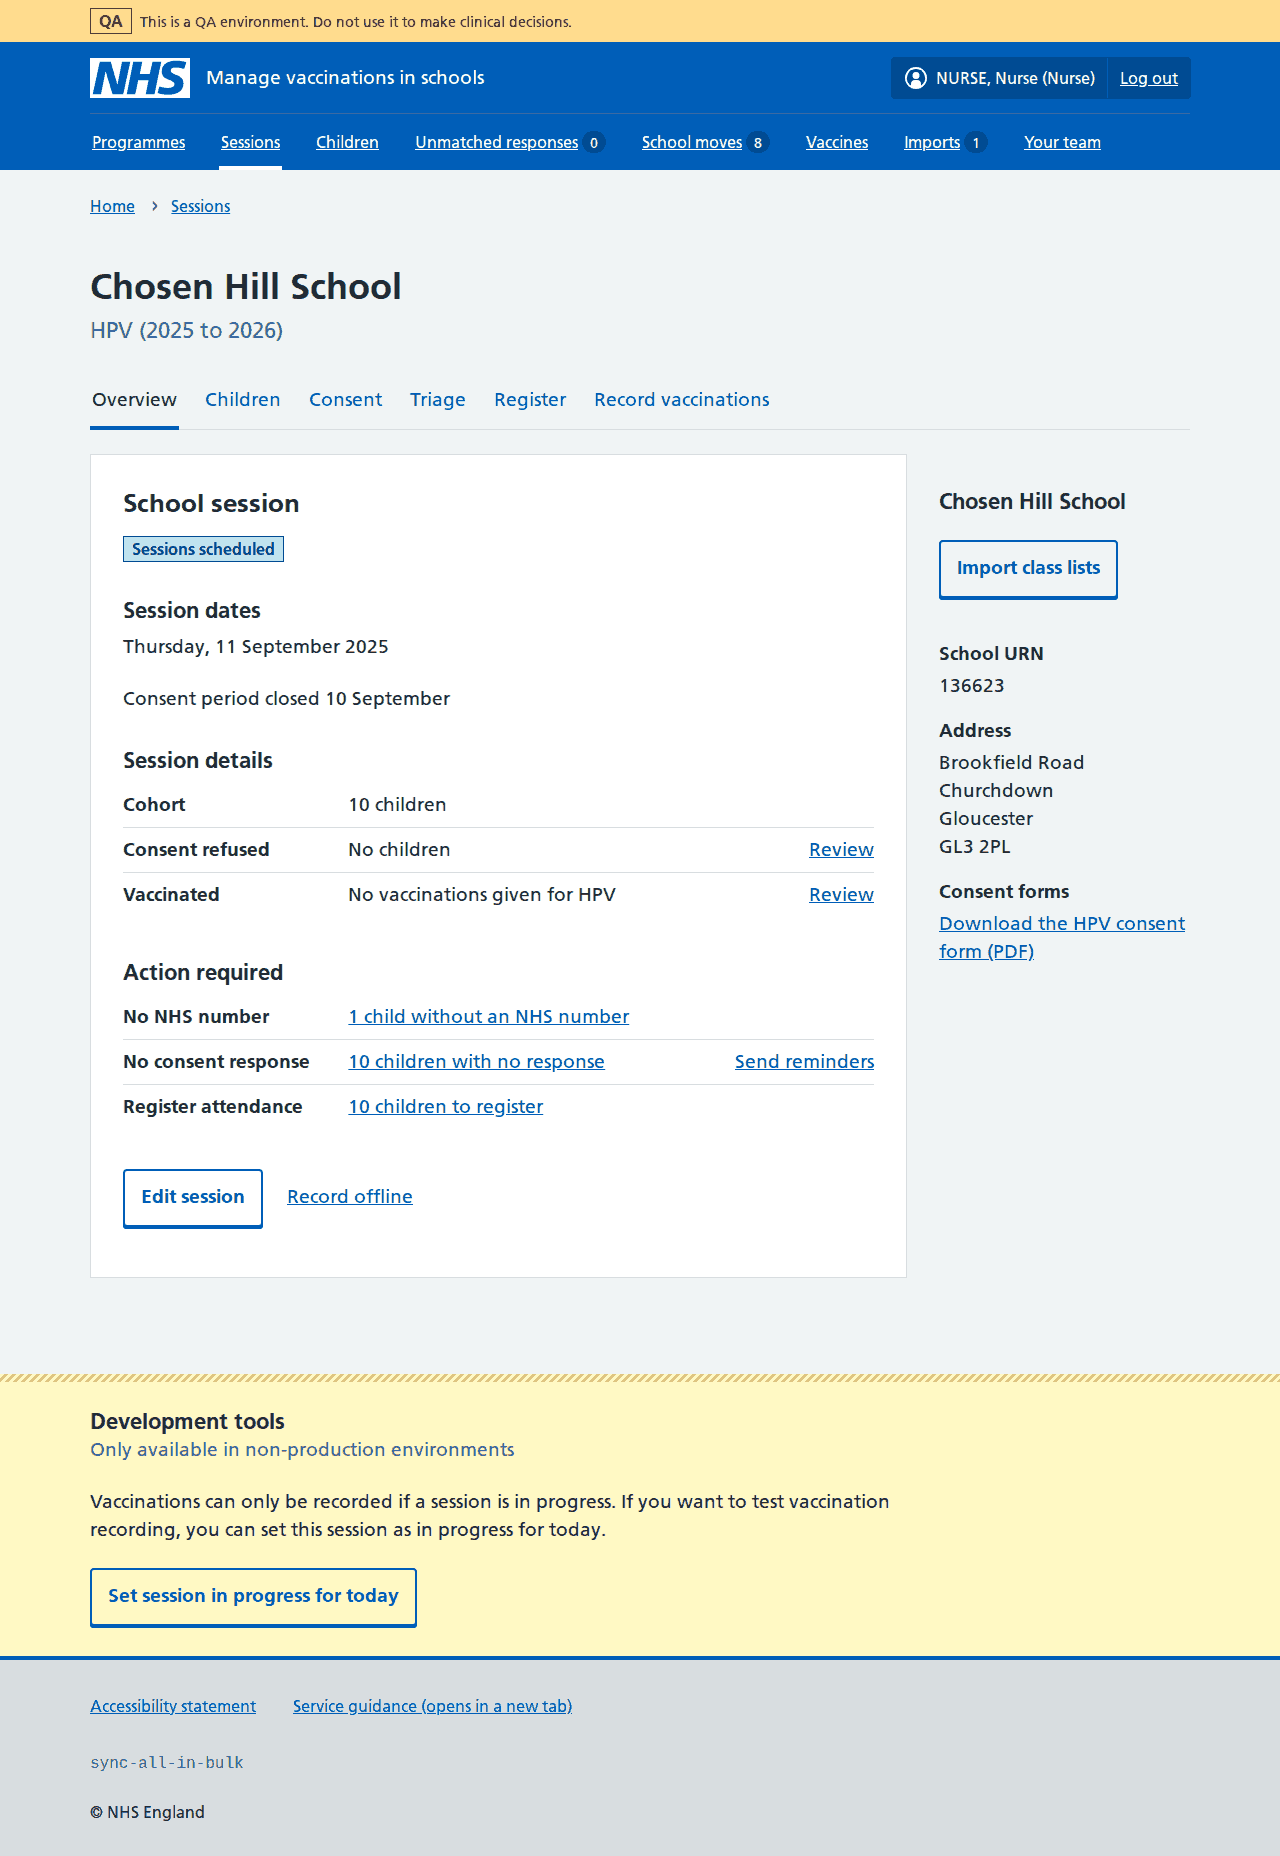 QA This is a QA environment. Do not use it to make clinical decisions.
NHS Manage vaccinations in schools NURSE, Nurse (Nurse) Log out
Programmes Sessions Children Unmatched responses 0 School moves 8 Vaccines Imports 1 Your team
Home › Sessions
Chosen Hill School
HPV (2025 to 2026)
Overview Children Consent Triage Register Record vaccinations
School session
Sessions scheduled
Session dates
Thursday, 11 September 2025
Consent period closed 10 September
Session details
Cohort 10 children
Consent refused No children Review
Vaccinated No vaccinations given for HPV Review
Action required
No NHS number 1 child without an NHS number
No consent response 10 children with no response Send reminders
Register attendance 10 children to register
Edit session Record offline
Chosen Hill School
Import class lists
School URN
136623
Address
Brookfield Road
Churchdown
Gloucester
GL3 2PL
Consent forms
Download the HPV consent
form (PDF)
Development tools
Only available in non-production environments
Vaccinations can only be recorded if a session is in progress. If you want to test vaccination
recording, you can set this session as in progress for today.
Set session in progress for today
Accessibility statement Service guidance (opens in a new tab)
sync-all-in-bulk
© NHS England